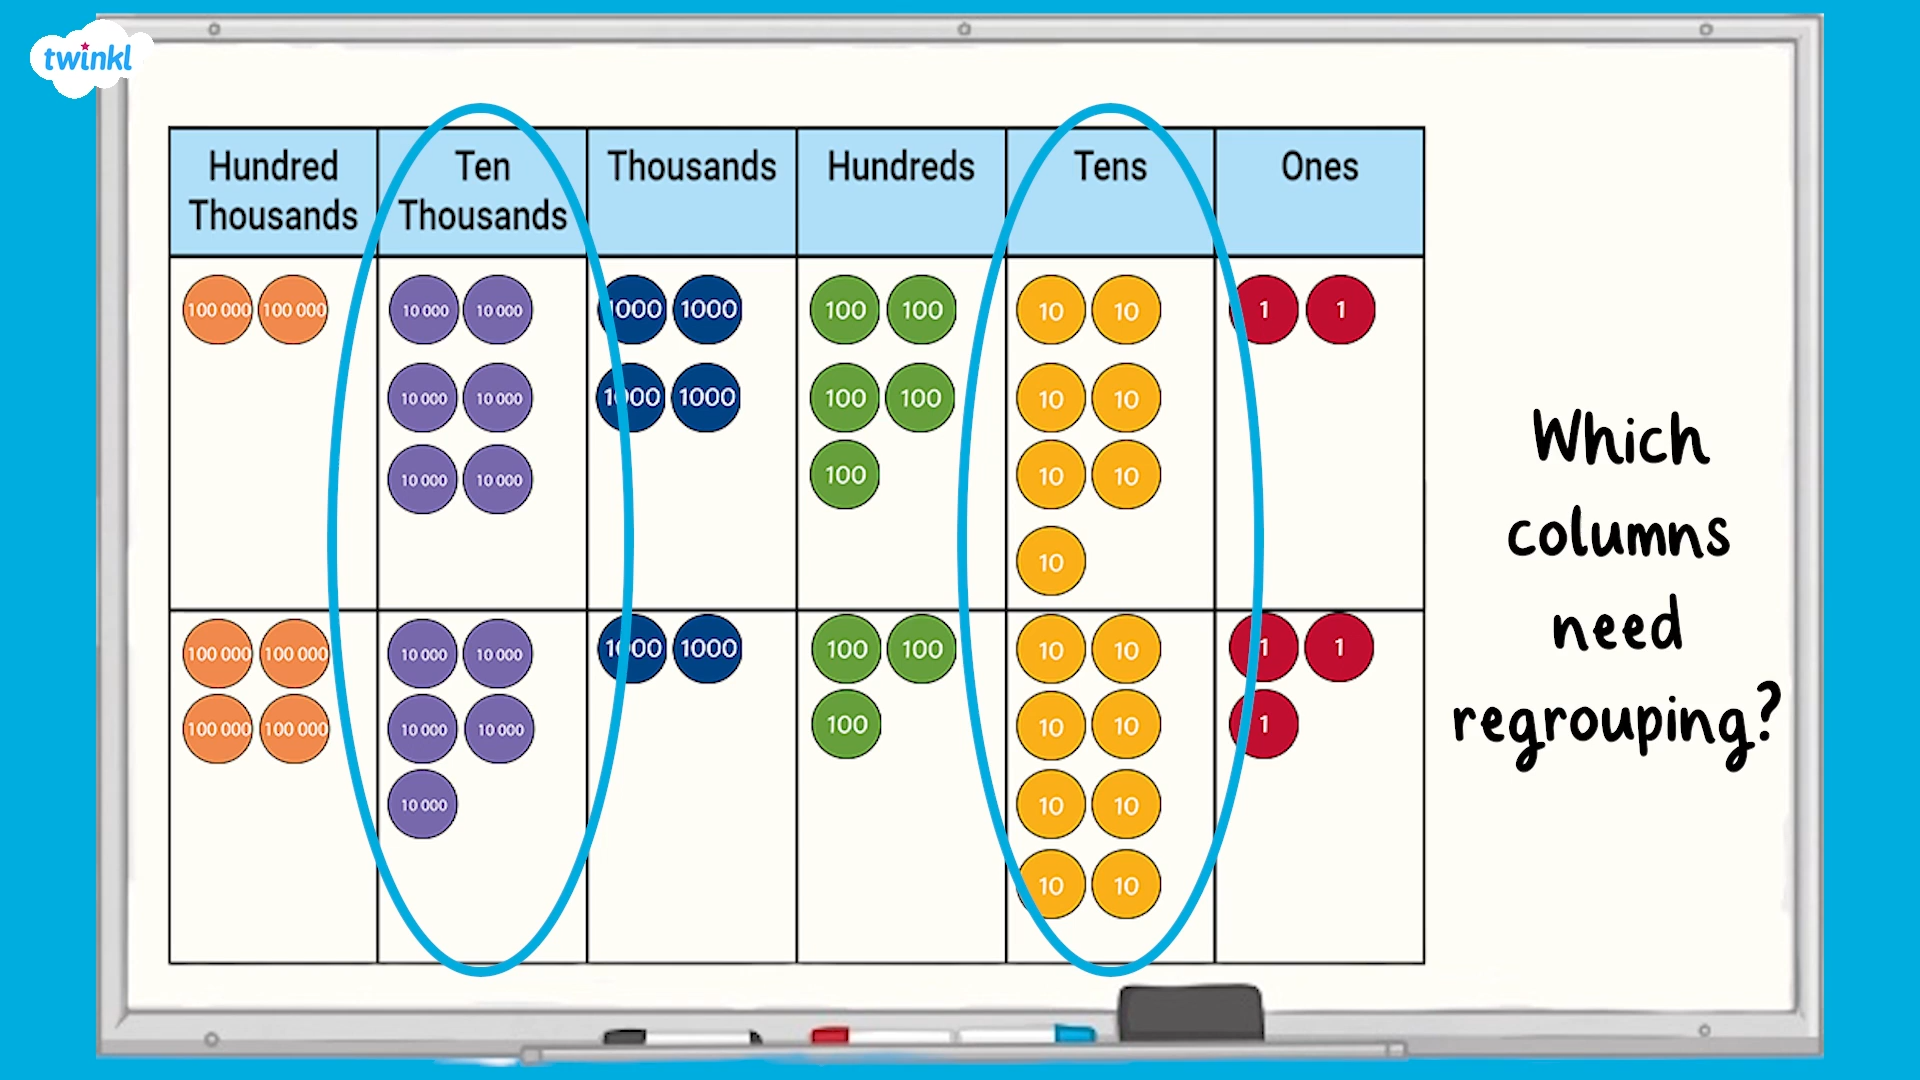 twinkl
Hundred Thousands Ten Thousands Thousands Hundreds Tens Ones
100 000 100 000 10 000 10 000 1000 1000 100 100 10 10 1 1
10 000 10 000 1000 1000 100 100 10 10
10 000 10 000 100 10 10
10
100 000 100 000 10 000 10 000 1000 1000 100 100 10 10 1 1
100 000 100 000 10 000 10 000 100 10 10 1
10 000 10 10
10 10
Which
columns
need
regrouping?